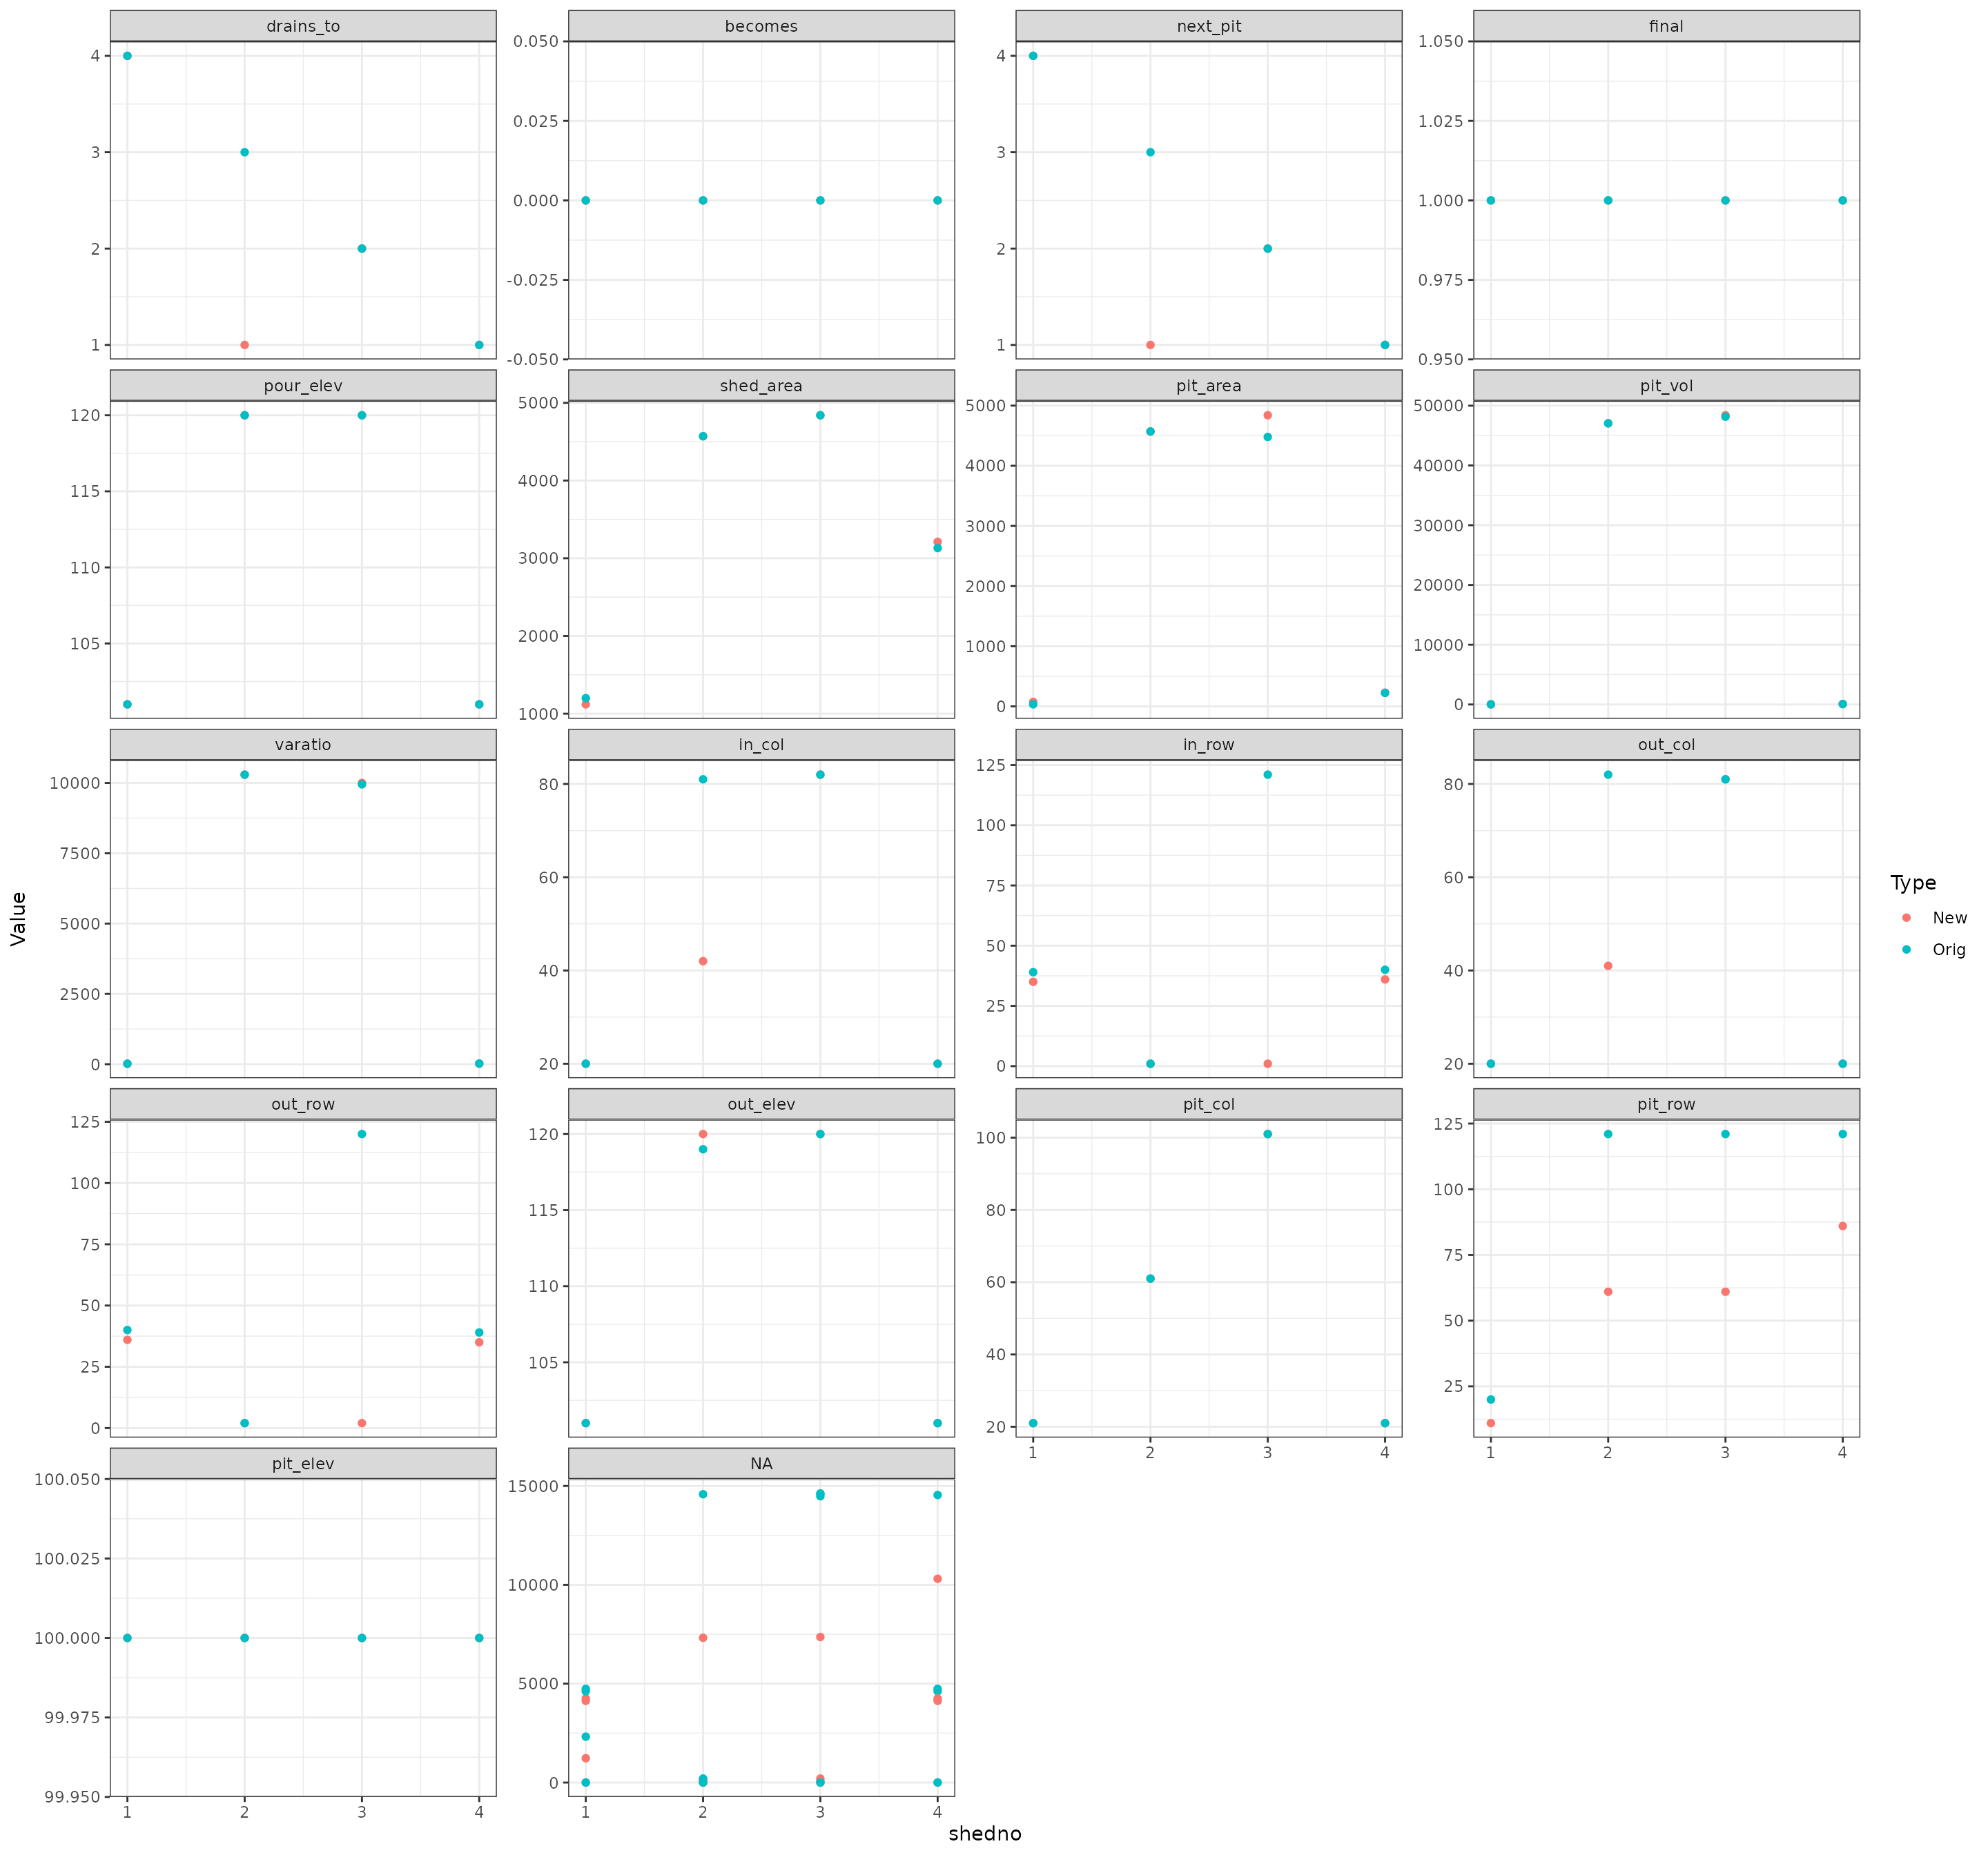 drains_to becomes next_pit final
4 0.050 4 1.050
3 0.025 3 1.025
2 0.000 2 1.000
1 -0.025 1 0.975
-0.050 0.950
pour_elev shed_area pit_area pit_vol
120 5000 5000 50000
115 4000 4000 40000
110 3000 3000 30000
105 2000 2000 20000
1000 1000 10000
0 0
varatio in_col in_row out_col
10000 80 125 80
7500 60 100 60
5000 40 75 40
2500 20 50 20
0 25
0
out_row out_elev pit_col pit_row
125 120 100 125
100 115 80 100
75 110 60 75
50 105 40 50
25 20 25
0
1 2 3 4 1 2 3 4
pit_elev NA
100.050 15000
100.025 10000
100.000 5000
99.975 0
99.950
1 2 3 4 1 2 3 4
shedno
Value
Type
New
Orig